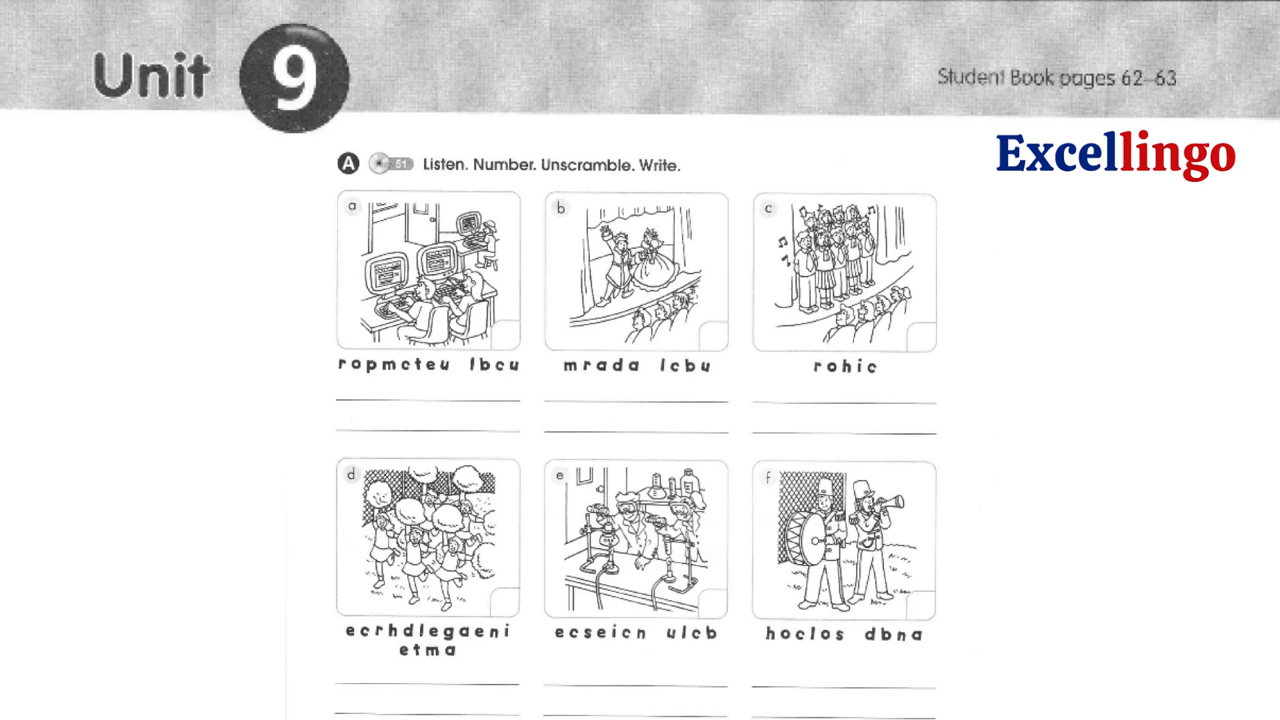 Unit 9
Student Book pages 62–63
Excellingo
A 51 Listen. Number. Unscramble. Write.
a
b
c
ropmcteu lbcu
mrada lcbu
rohic
d
e
f
ecrhdlegaeni
etma
ecseicn ulcb
hoclos dbna